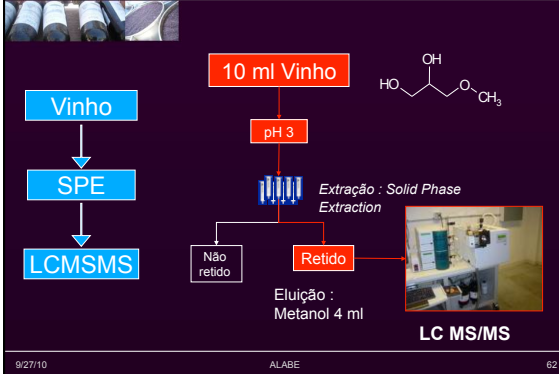 10 ml Vinho
OH
HO
O
CH3
Vinho
pH 3
SPE
Extração : Solid Phase
Extraction
LCMSMS
Não
retido
Retido
Eluição :
Metanol 4 ml
LC MS/MS
9/27/10
ALABE
62